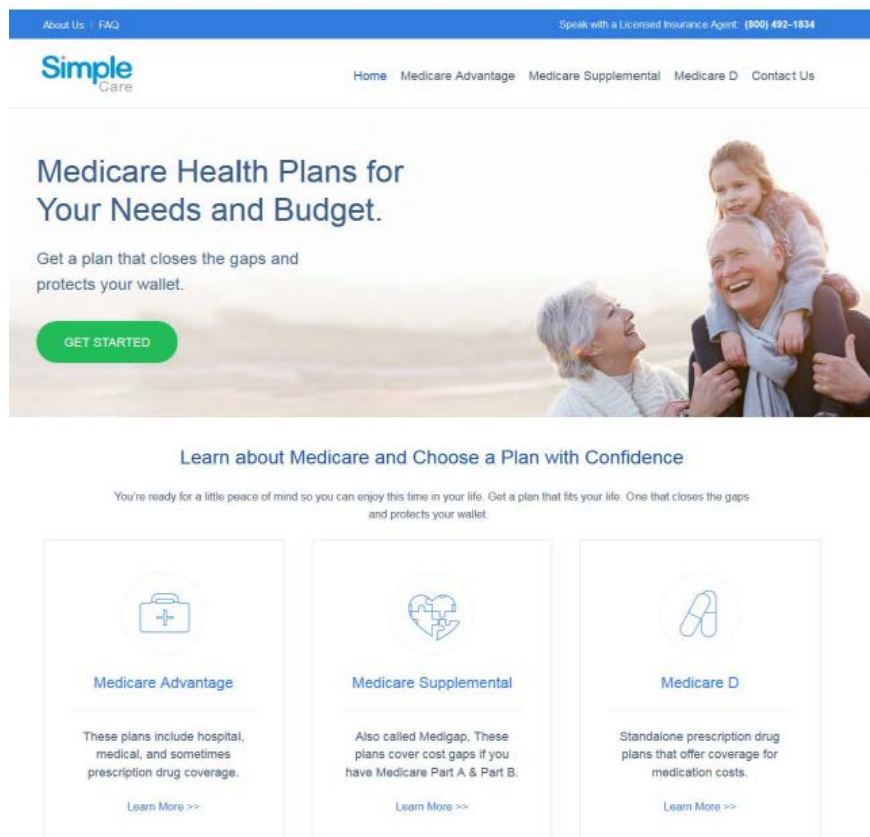 About Us | FAQ
Speak with a Licensed Insurance Agent: (800) 492-1834
Simple
Care
Home Medicare Advantage Medicare Supplemental Medicare D Contact Us
Medicare Health Plans for
Your Needs and Budget.
Get a plan that closes the gaps and
protects your wallet.
GET STARTED
Learn about Medicare and Choose a Plan with Confidence
You're ready for a little peace of mind so you can enjoy this time in your life. Get a plan that fits your life. One that closes the gaps
and protects your wallet.
Medicare Advantage
These plans include hospital,
medical, and sometimes
prescription drug coverage.
Learn More >>
Medicare Supplemental
Also called Medigap, These
plans cover cost gaps if you
have Medicare Part A & Part B.
Learn More >>
Medicare D
Standalone prescription drug
plans that offer coverage for
medication costs.
Learn More >>